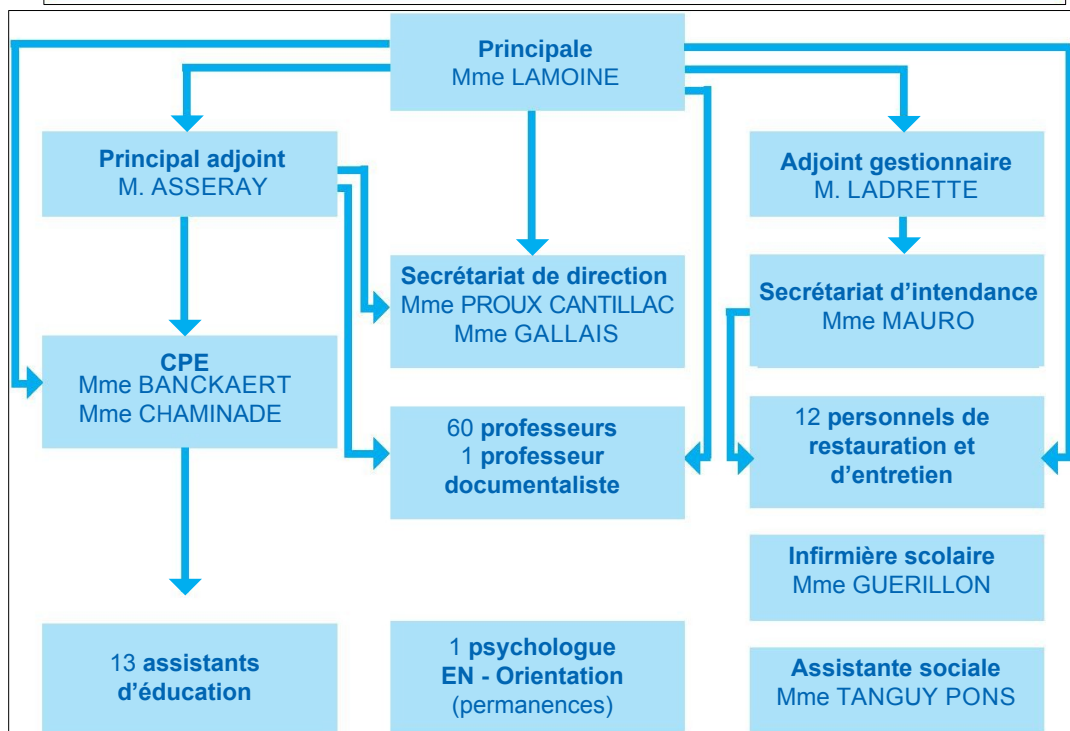 Principale
Mme LAMOINE
Principal adjoint
M. ASSERAY
Adjoint gestionnaire
M. LADRETTE
Secrétariat de direction
Mme PROUX CANTILLAC
Mme GALLAIS
Secrétariat d’intendance
Mme MAURO
CPE
Mme BANCKAERT
Mme CHAMINADE
60 professeurs
1 professeur
documentaliste
12 personnels de
restauration et
d’entretien
Infirmière scolaire
Mme GUERILLON
13 assistants
d’éducation
1 psychologue
EN - Orientation
(permanences)
Assistante sociale
Mme TANGUY PONS